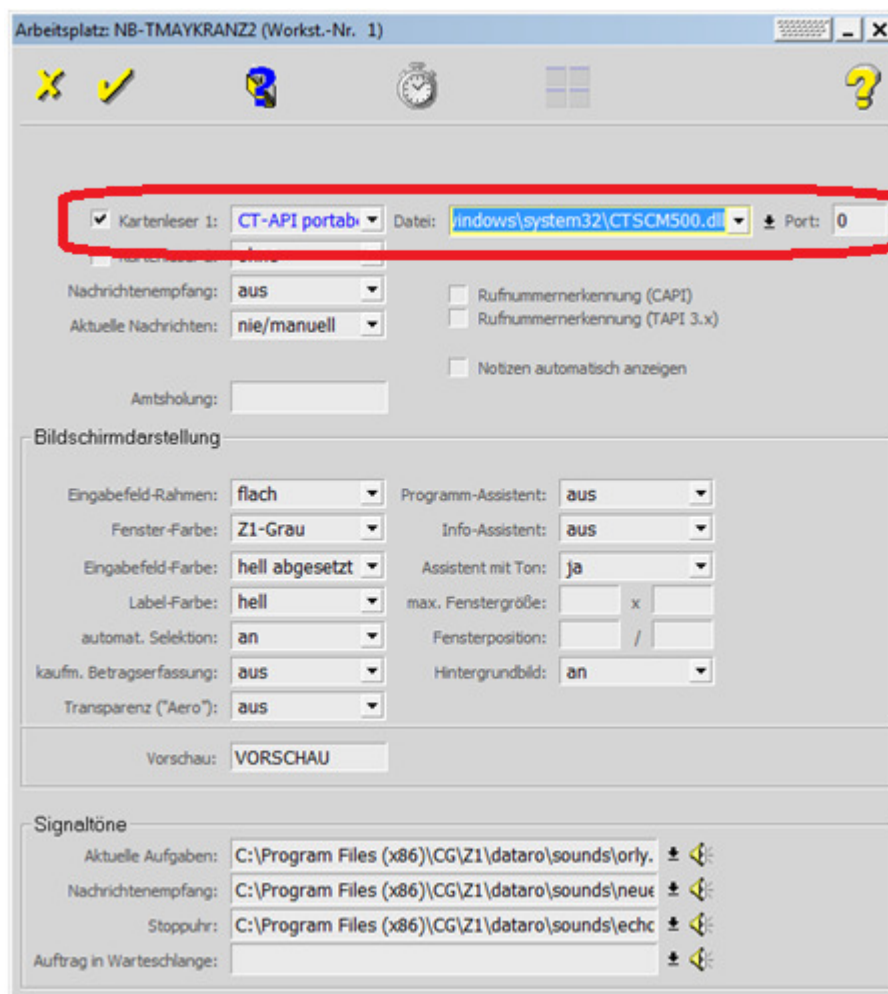 Arbeitsplatz: NB-TMAYKRANZ2 (Workst.-Nr. 1)
Kartenleser 1: CT-API portab Datei: windows\system32\CTSCM500.dll Port: 0
Kartenleser 2: ohne
Nachrichtenempfang: aus
Rufnummernerkennung (CAPI)
Aktuelle Nachrichten: nie/manuell
Rufnummernerkennung (TAPI 3.x)
Notizen automatisch anzeigen
Amtsholung:
Bildschirmdarstellung
Eingabefeld-Rahmen: flach Programm-Assistent: aus
Fenster-Farbe: Z1-Grau Info-Assistent: aus
Eingabefeld-Farbe: hell abgesetzt Assistent mit Ton: ja
Label-Farbe: hell max. Fenstergröße: x
automat. Selektion: an Fensterposition: /
kaufm. Betragserfassung: aus Hintergrundbild: an
Transparenz ("Aero"): aus
Vorschau: VORSCHAU
Signaltöne
Aktuelle Aufgaben: C:\Program Files (x86)\CG\Z1\dataro\sounds\orly.
Nachrichtenempfang: C:\Program Files (x86)\CG\Z1\dataro\sounds\neue
Stoppuhr: C:\Program Files (x86)\CG\Z1\dataro\sounds\echo
Auftrag in Warteschlange: